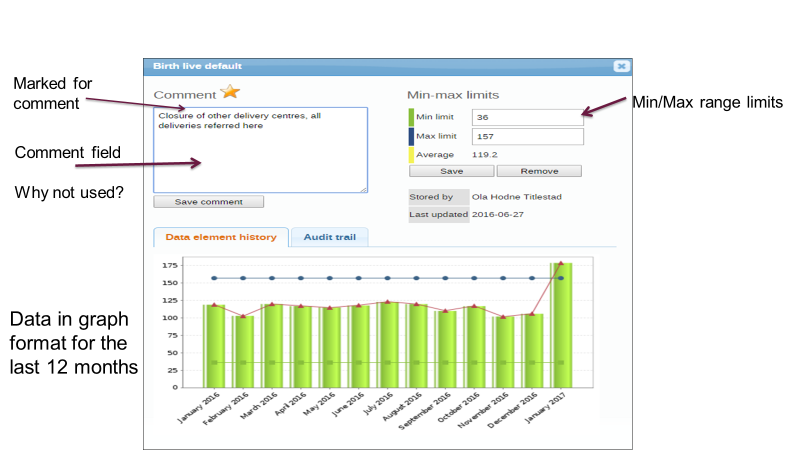 Birth live default
Marked for
comment
Comment
Closure of other delivery centres, all
deliveries referred here
Comment field
Why not used?
Save comment
Min-max limits
Min limit 36
Max limit 157
Average 119.2
Save Remove
Stored by Ola Hodne Titlestad
Last updated 2016-06-27
Min/Max range limits
Data element history Audit trail
Data in graph
format for the
last 12 months
175
150
125
100
75
50
25
0
January 2016
February 2016
March 2016
April 2016
May 2016
June 2016
July 2016
August 2016
September 2016
October 2016
November 2016
December 2016
January 2017